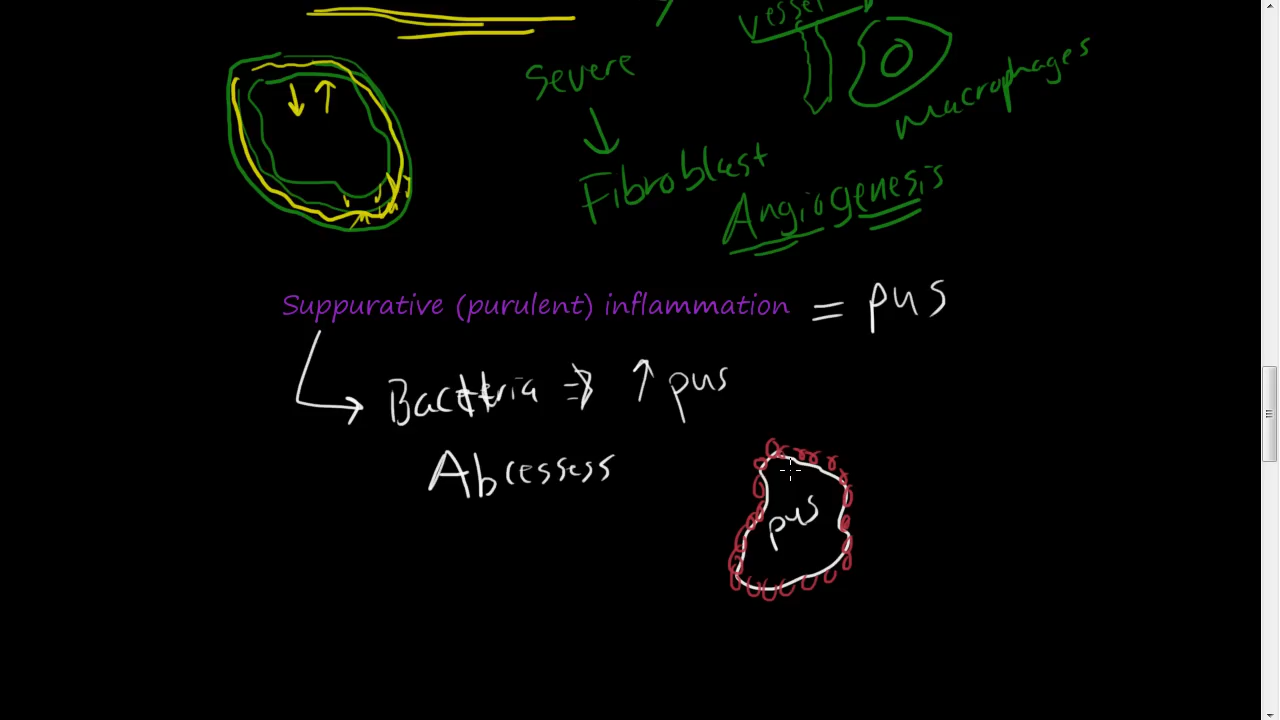 vessel
Severe
macrophages
Fibroblast
Angiogenesis
Suppurative (purulent) inflammation = pus
Bacteria ⇒ ↑ pus
Abcessess
pus